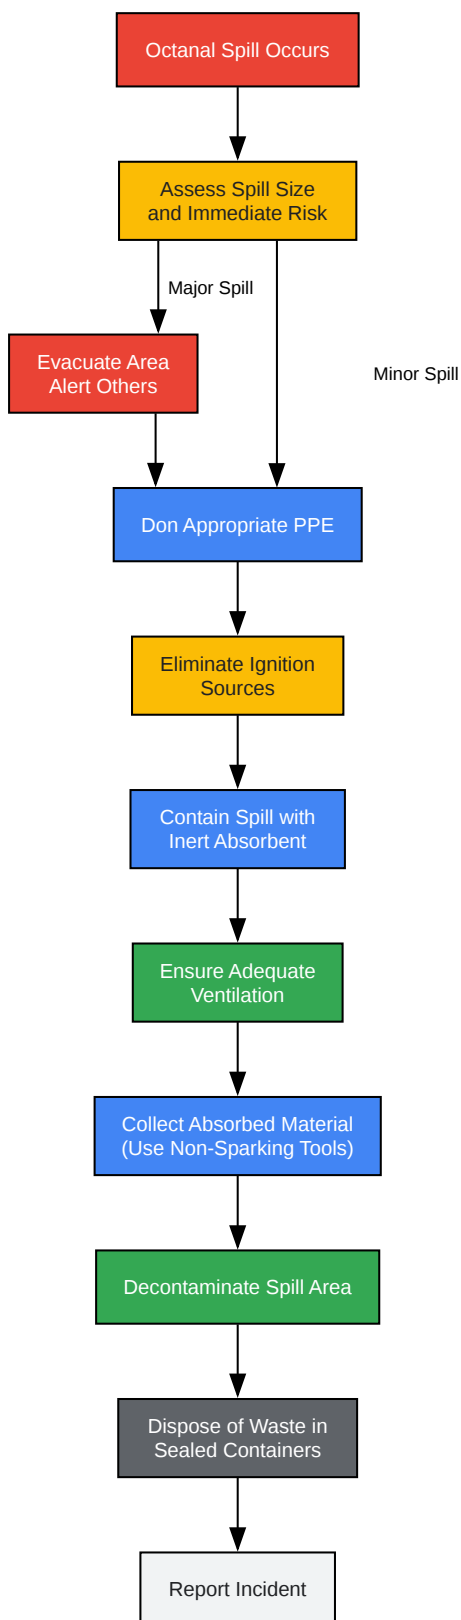 Octanal Spill Occurs
Assess Spill Size
and Immediate Risk
Major Spill
Evacuate Area
Alert Others
Minor Spill
Don Appropriate PPE
Eliminate Ignition
Sources
Contain Spill with
Inert Absorbent
Ensure Adequate
Ventilation
Collect Absorbed Material
(Use Non-Sparking Tools)
Decontaminate Spill Area
Dispose of Waste in
Sealed Containers
Report Incident